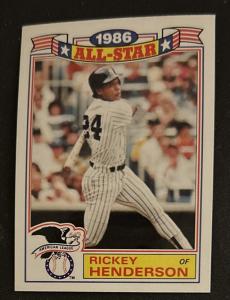 1986
ALL-STAR
24
AMERICAN LEAGUE
RICKEY OF
HENDERSON